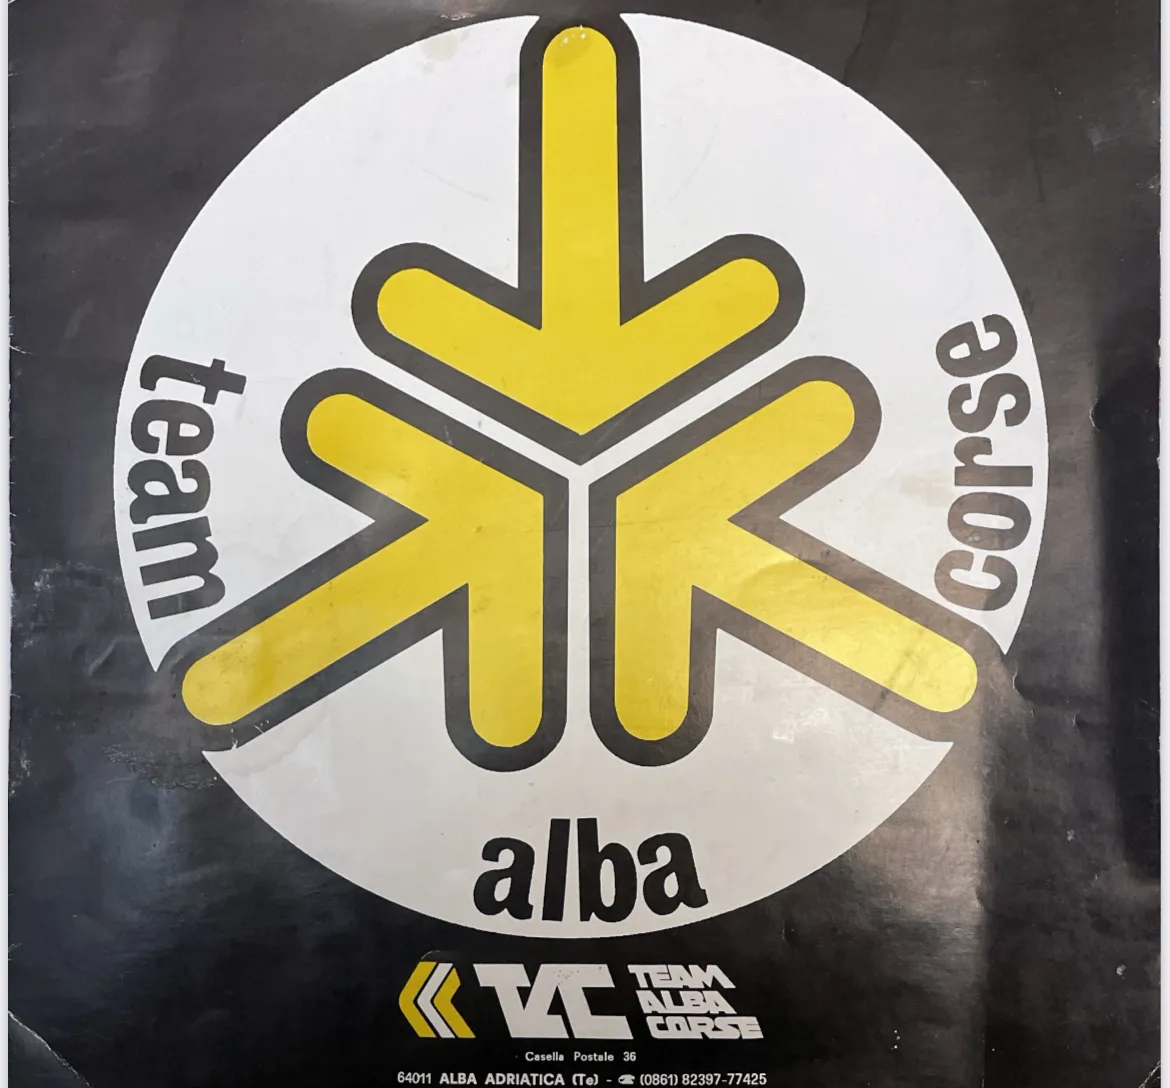 team
corse
alba
TAC
TEAM
ALBA
CORSE
Casella Postale 36
64011 ALBA ADRIATICA (Te) - ☎ (0861) 82397-77425